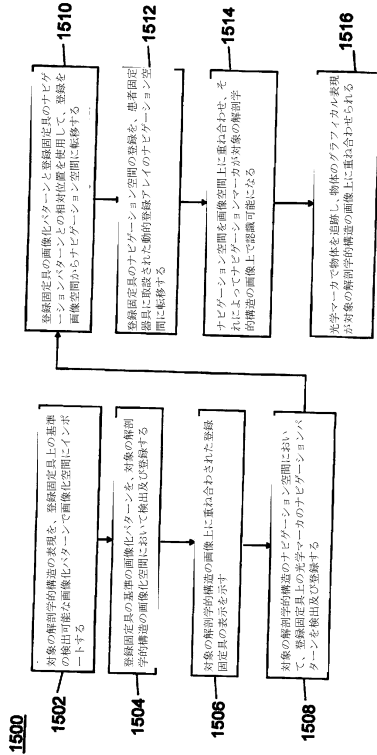 1500
1502
対象の解剖学的構造の表現を、登録固定具上の基準
の検出可能な画像化パターンで画像化空間にインポ
ートする
1504
登録固定具の基準の画像化パターンを、対象の解剖
学的構造の画像化空間において検出及び登録する
1506
対象の解剖学的構造の画像上に重ね合わされた登録
固定具の表示を示す
1508
対象の解剖学的構造のナビゲーション空間におい
て、登録固定具上の光学マーカのナビゲーションパ
ターンを検出及び登録する
1510
登録固定具の画像化パターンと登録固定具のナビゲ
ーションパターンとの相対位置を使用して、登録を
画像空間からナビゲーション空間に転移する
1512
登録固定具のナビゲーション空間の登録を、患者固定
器具に取設された動的登録アレイのナビゲーション空
間に転移する
1514
ナビゲーション空間を画像空間上に重ね合わせ、そ
れによってナビゲーションマーカが対象の解剖学
的構造の画像上で認識可能になる
1516
光学マーカで物体を追跡し、物体のグラフィカル表現
が対象の解剖学的構造の画像上に重ね合わせられる